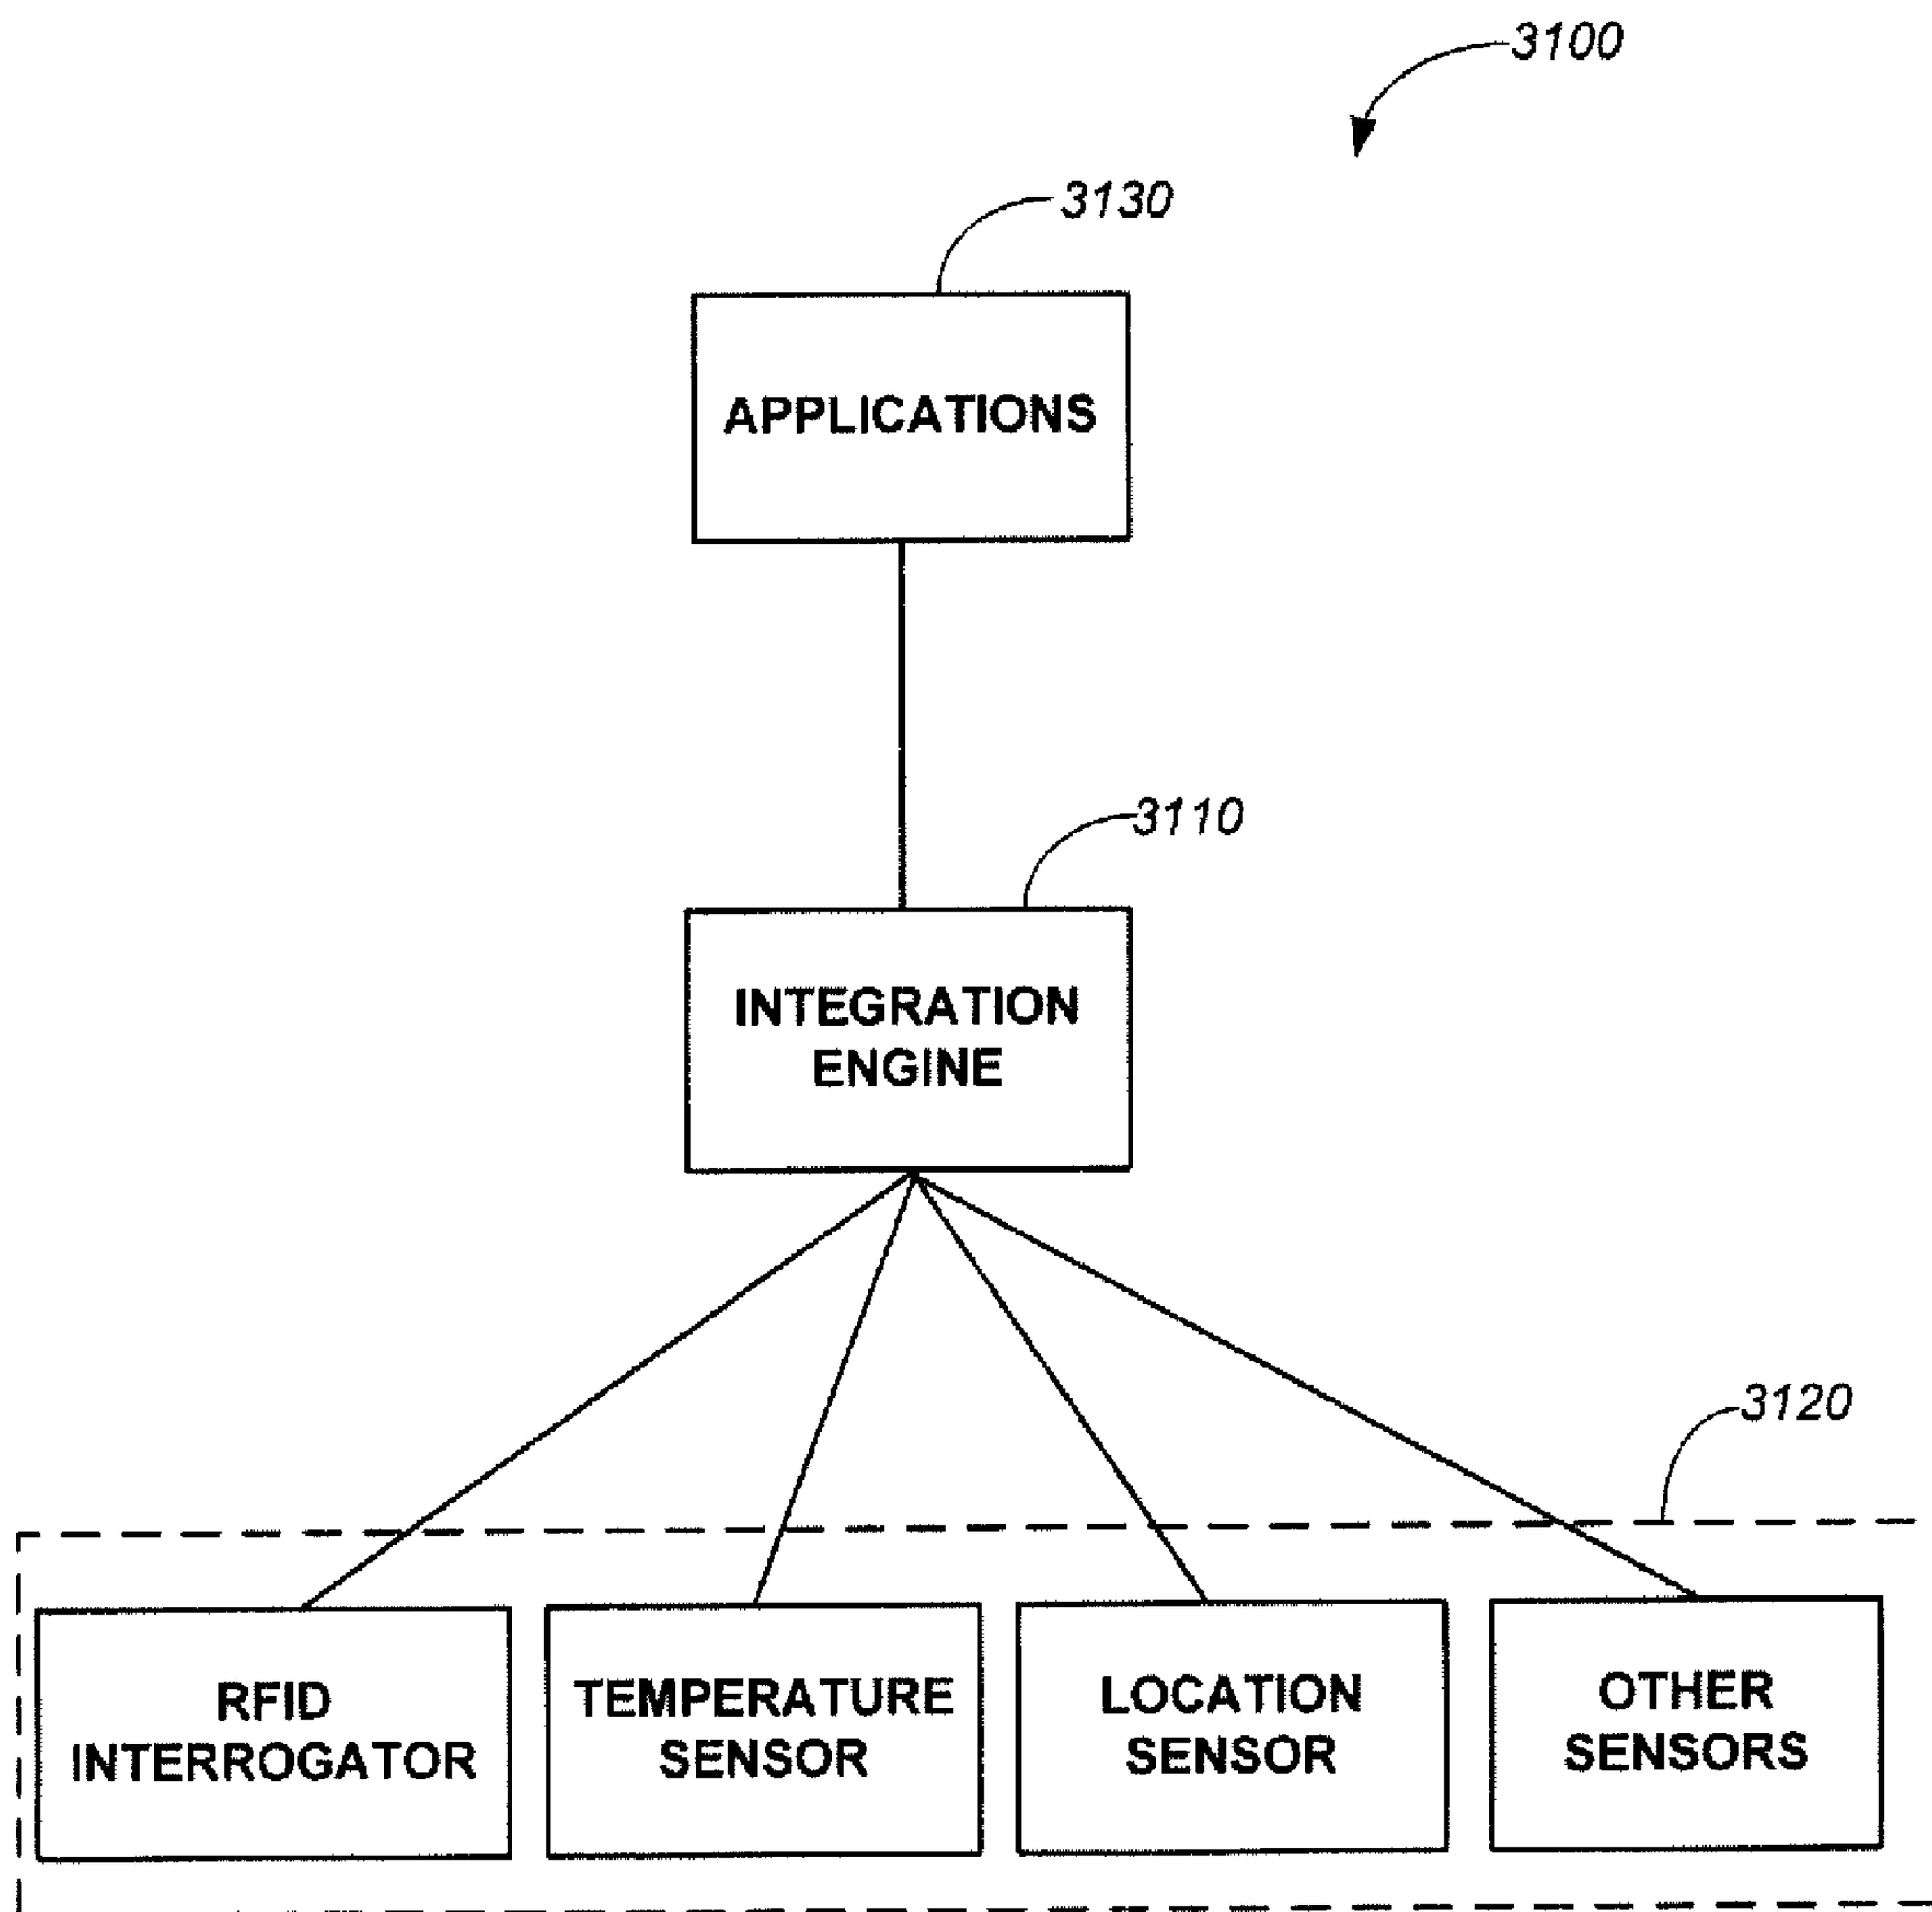 3100
3130
APPLICATIONS
3110
INTEGRATION
ENGINE
3120
RFID
INTERROGATOR
TEMPERATURE
SENSOR
LOCATION
SENSOR
OTHER
SENSORS